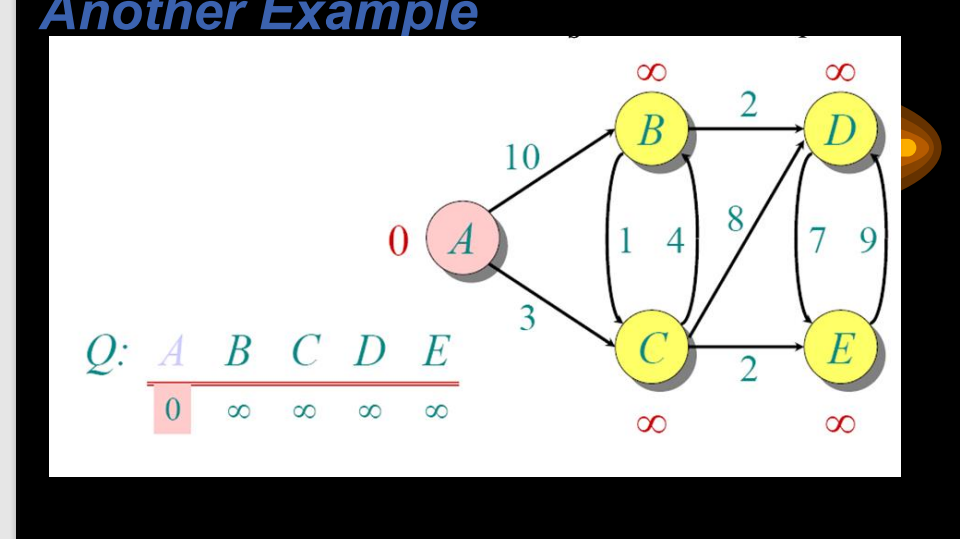 Another Example
∞ ∞
B 2 D
10
8
0 A 1 4 7 9
3
Q: A B C D E
C 2 E
0 ∞ ∞ ∞ ∞
∞ ∞